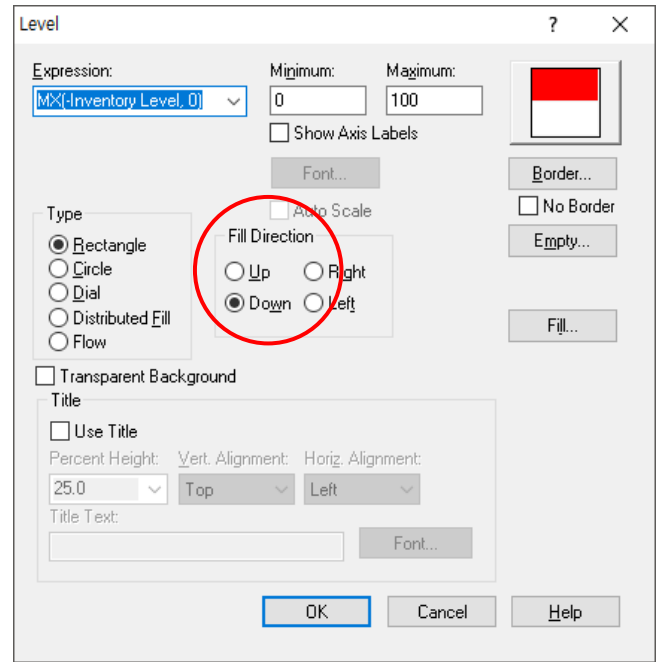 Level ? ×
Expression: Minimum: Maximum:
MX(-Inventory Level, 0) 0 100
Show Axis Labels
Font... Border...
Auto Scale No Border
Type Fill Direction Empty...
Rectangle Up Right
Circle Down Left
Dial
Distributed Fill Fill...
Flow
Transparent Background
Title
Use Title
Percent Height: Vert. Alignment: Horiz. Alignment:
25.0 Top Left
Title Text:
Font...
OK Cancel Help